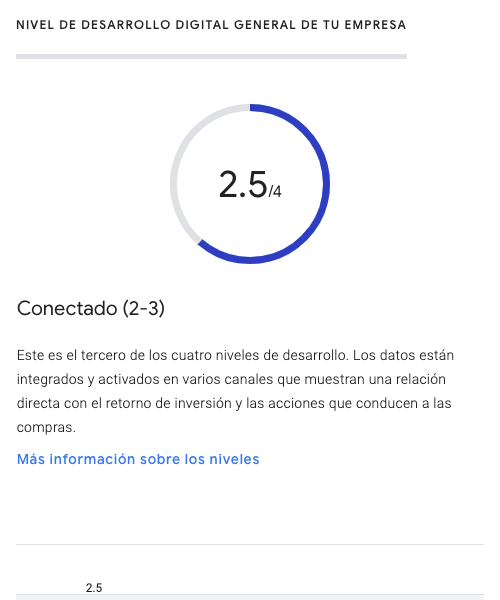 NIVEL DE DESARROLLO DIGITAL GENERAL DE TU EMPRESA
2.5/4
Conectado (2-3)
Este es el tercero de los cuatro niveles de desarrollo. Los datos están
integrados y activados en varios canales que muestran una relación
directa con el retorno de inversión y las acciones que conducen a las
compras.
Más información sobre los niveles
2.5